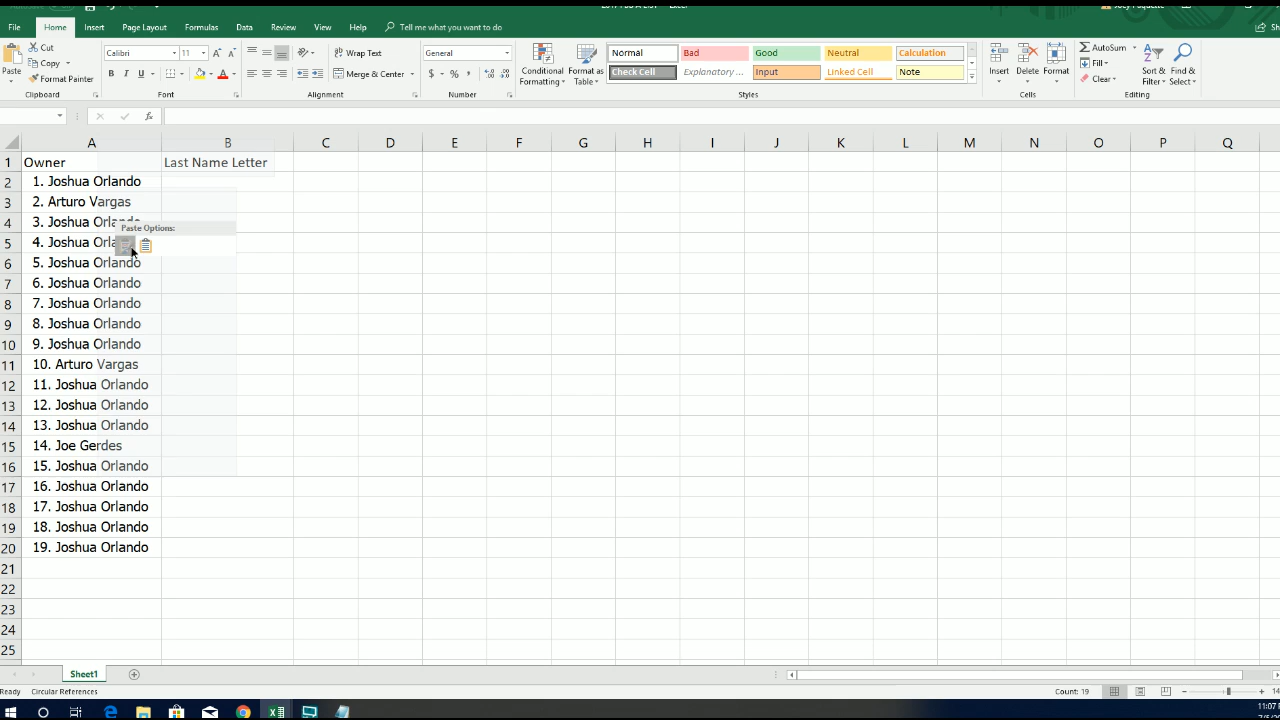 File Home Insert Page Layout Formulas Data Review View Help Tell me what you want to do
Paste Cut Copy Format Painter Clipboard
Calibri 11 B I U Font
Wrap Text Merge & Center Alignment
General $ % , Number
Conditional Formatting Format as Table
Normal Bad Good Neutral Calculation
Check Cell Explanatory ... Input Linked Cell Note
Styles
Insert Delete Format Cells
AutoSum Fill Clear Sort & Filter Find & Select Editing
fx
A B C D E F G H I J K L M N O P Q
1 Owner Last Name Letter
2 1. Joshua Orlando
3 2. Arturo Vargas
4 3. Joshua Orlando
Paste Options:
5 4. Joshua Orla
6 5. Joshua Orlando
7 6. Joshua Orlando
8 7. Joshua Orlando
9 8. Joshua Orlando
10 9. Joshua Orlando
11 10. Arturo Vargas
12 11. Joshua Orlando
13 12. Joshua Orlando
14 13. Joshua Orlando
15 14. Joe Gerdes
16 15. Joshua Orlando
17 16. Joshua Orlando
18 17. Joshua Orlando
19 18. Joshua Orlando
20 19. Joshua Orlando
21
22
23
24
25
Sheet1
Ready Circular References Count: 19
11:07